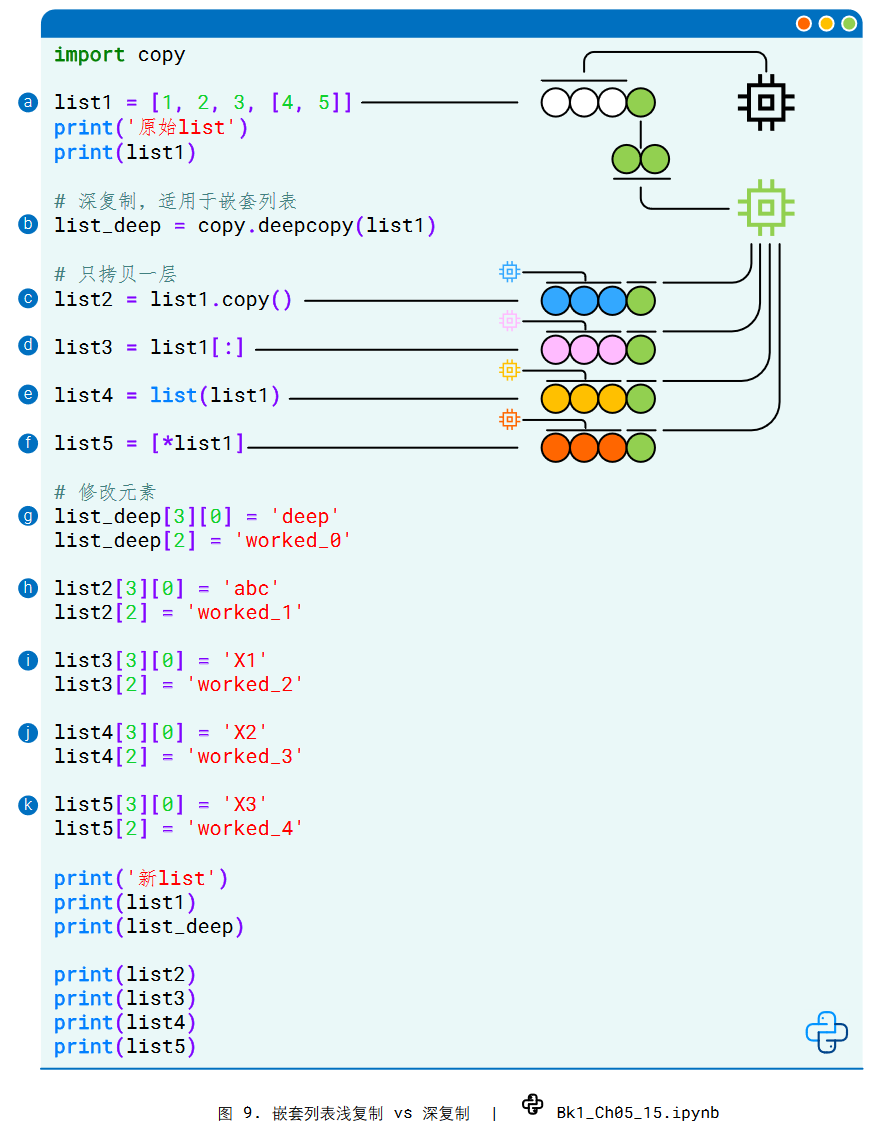 import copy
a list1 = [1, 2, 3, [4, 5]]
print('原始list')
print(list1)
# 深复制，适用于嵌套列表
b list_deep = copy.deepcopy(list1)
# 只拷贝一层
c list2 = list1.copy()
d list3 = list1[:]
e list4 = list(list1)
f list5 = [*list1]
# 修改元素
g list_deep[3][0] = 'deep'
list_deep[2] = 'worked_0'
h list2[3][0] = 'abc'
list2[2] = 'worked_1'
i list3[3][0] = 'X1'
list3[2] = 'worked_2'
j list4[3][0] = 'X2'
list4[2] = 'worked_3'
k list5[3][0] = 'X3'
list5[2] = 'worked_4'
print('新list')
print(list1)
print(list_deep)
print(list2)
print(list3)
print(list4)
print(list5)
图 9. 嵌套列表浅复制 vs 深复制 | Bk1_Ch05_15.ipynb